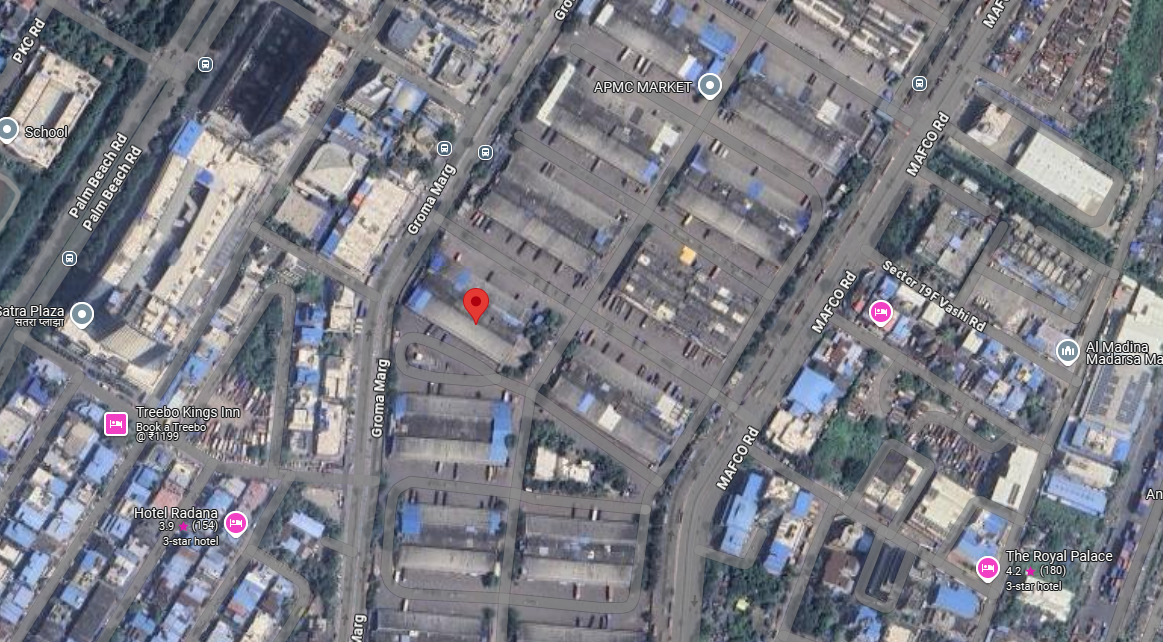 PKC Rd
Gro
MAF
School
APMC MARKET
MAFCO Rd
Palm Beach Rd
Palm Beach Rd
Groma Marg
Sector 19F Vashi Rd
MAFCO Rd
Satra Plaza
सतरा प्लाझा
Al Madina
Madarsa Ma
Groma Marg
Treebo Kings Inn
Book a Treebo
@ ₹1199
MAFCO Rd
An
Hotel Radana
3.9 ★ (154)
3-star hotel
The Royal Palace
4.2 ★ (180)
3-star hotel
Marg